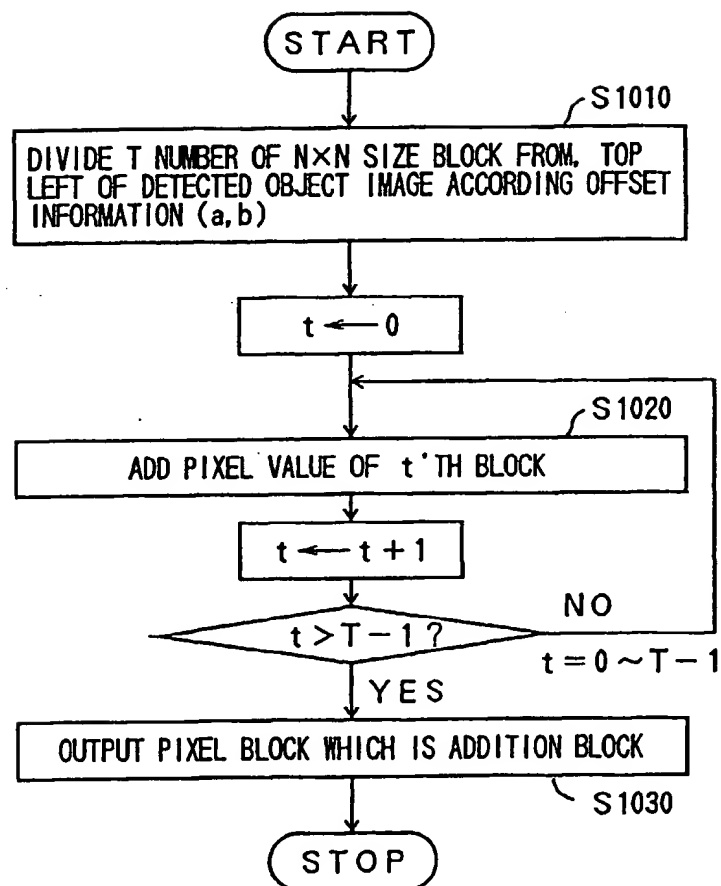 START
S1010
DIVIDE T NUMBER OF N×N SIZE BLOCK FROM, TOP
LEFT OF DETECTED OBJECT IMAGE ACCORDING OFFSET
INFORMATION (a,b)
t ← 0
S1020
ADD PIXEL VALUE OF t'TH BLOCK
t ← t+1
t>T-1?
NO
t=0~T-1
YES
OUTPUT PIXEL BLOCK WHICH IS ADDITION BLOCK
S1030
STOP